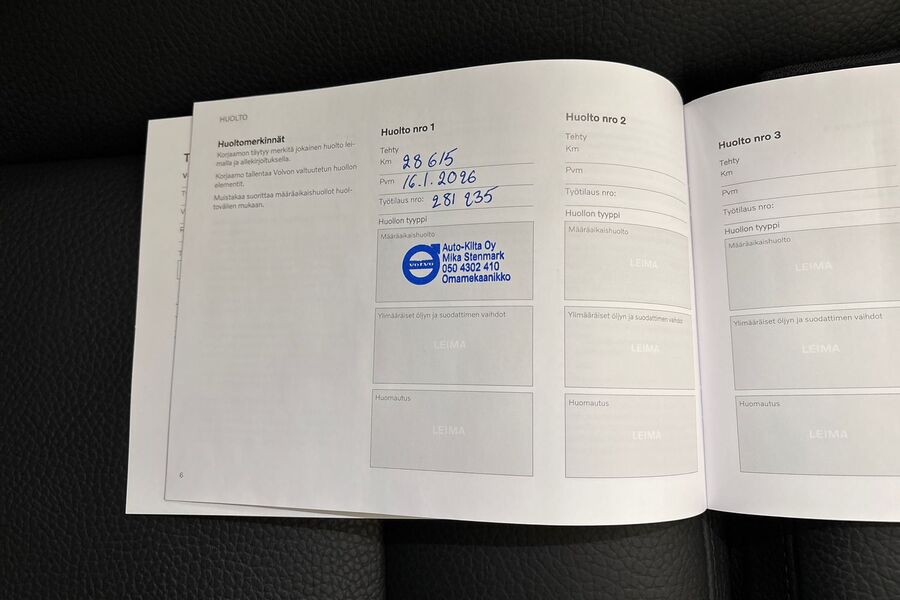 HUOLTO
Huoltomerkinnät
Korjaamon täytyy merkitä jokainen huolto lei-
malla ja allekirjoituksella.
Korjaamo tallentaa Volvon valtuutetun huollon
elementit.
Muistakaa suorittaa määräaikaishuollot huol-
tovälien mukaan.
6
Huolto nro 1
Tehty
Km 28615
Pvm 16.1.2026
Työtilaus nro: 281 235
Huollon tyyppi
Määräaikaishuolto
VOLVO
Auto-Kilta Oy
Mika Stenmark
050 4302 410
Omamekaanikko
Ylimääräiset öljyn ja suodattimen vaihdot
LEIMA
Huomautus
LEIMA
Huolto nro 2
Tehty
Km
Pvm
Työtilaus nro:
Huollon tyyppi
Määräaikaishuolto
LEIMA
Ylimääräiset öljyn ja suodattimen vaihdot
LEIMA
Huomautus
LEIMA
Huolto nro 3
Tehty
Km
Pvm
Työtilaus nro:
Huollon tyyppi
Määräaikaishuolto
LEIMA
Ylimääräiset öljyn ja suodattimen vaihdot
LEIMA
Huomautus
LEIMA